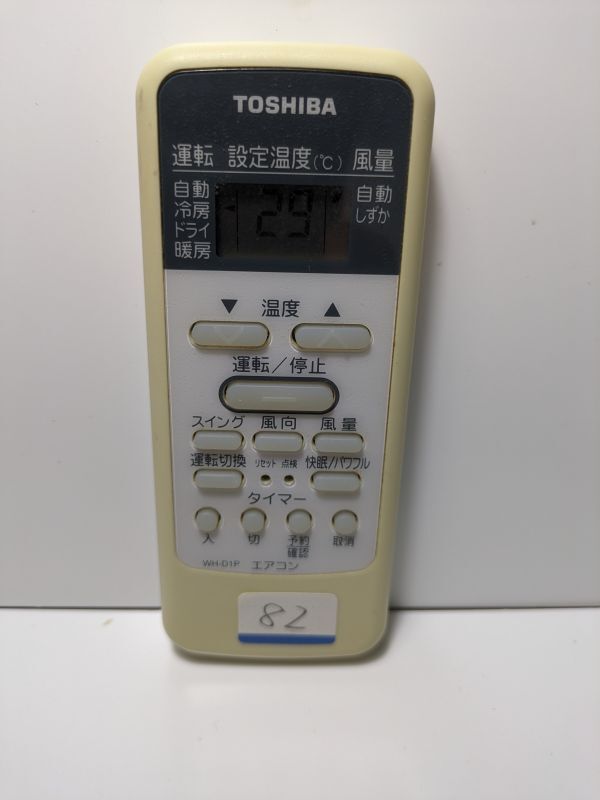 TOSHIBA
運転 設定温度(℃) 風量
自動 29 自動
冷房 しずか
ドライ
暖房
▼ 温度 ▲
運転/停止
スイング 風向 風量
運転切換 リセット 点検 快眠/パワフル
タイマー
入 切 予約 取消
確認
WH-D1P エアコン
82